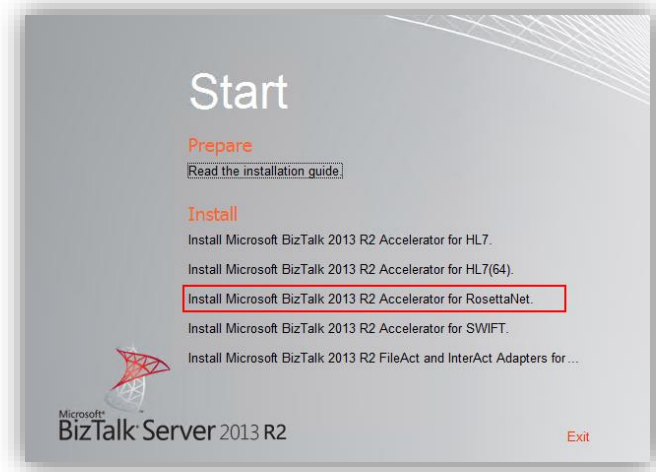 Start
Prepare
Read the installation guide.
Install
Install Microsoft BizTalk 2013 R2 Accelerator for HL7.
Install Microsoft BizTalk 2013 R2 Accelerator for HL7(64).
Install Microsoft BizTalk 2013 R2 Accelerator for RosettaNet.
Install Microsoft BizTalk 2013 R2 Accelerator for SWIFT.
Install Microsoft BizTalk 2013 R2 FileAct and InterAct Adapters for ...
Microsoft®
BizTalk® Server 2013 R2
Exit